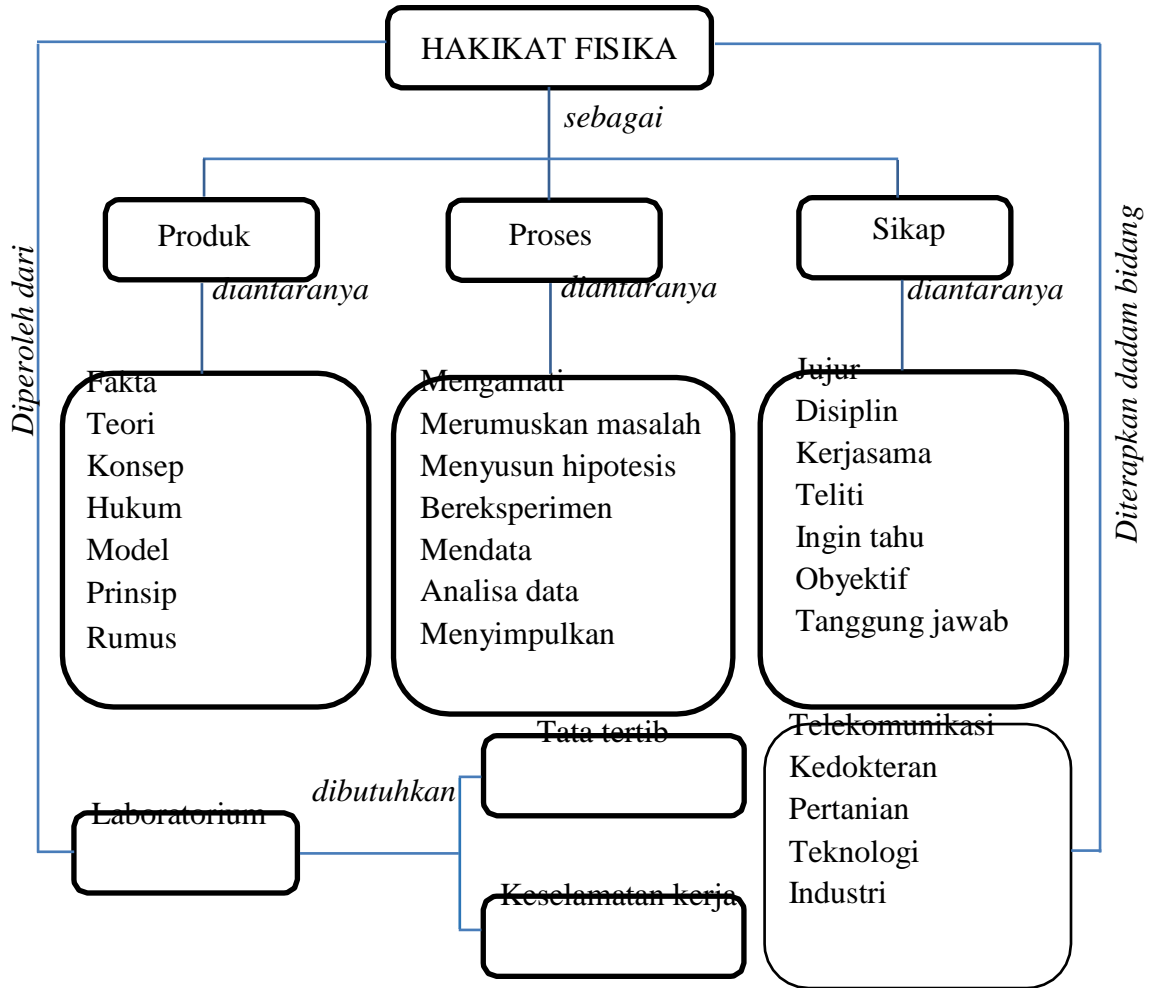 HAKIKAT FISIKA
sebagai
Produk
Proses
Sikap
diantaranya
diantaranya
diantaranya
Diperoleh dari
Diterapkan dadam bidang
Fakta
Teori
Konsep
Hukum
Model
Prinsip
Rumus
Mengamati
Merumuskan masalah
Menyusun hipotesis
Bereksperimen
Mendata
Analisa data
Menyimpulkan
Jujur
Disiplin
Kerjasama
Teliti
Ingin tahu
Obyektif
Tanggung jawab
Laboratorium
dibutuhkan
Tata tertib
Keselamatan kerja
Telekomunikasi
Kedokteran
Pertanian
Teknologi
Industri